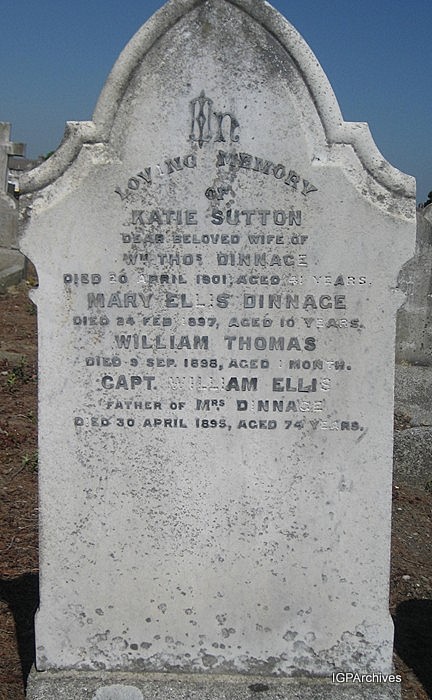 In
LOVING MEMORY
OF
KATIE SUTTON
DEAR BELOVED WIFE OF
WM THOS DINNAGE
DIED 20 APRIL 1901, AGED 41 YEARS.
MARY ELLIS DINNAGE
DIED 24 FEB 1897, AGED 10 YEARS.
WILLIAM THOMAS
DIED 9 SEP. 1898, AGED 1 MONTH.
CAPT. WILLIAM ELLIS
FATHER OF MRS DINNAGE
DIED 30 APRIL 1895, AGED 74 YEARS.
IGPArchives